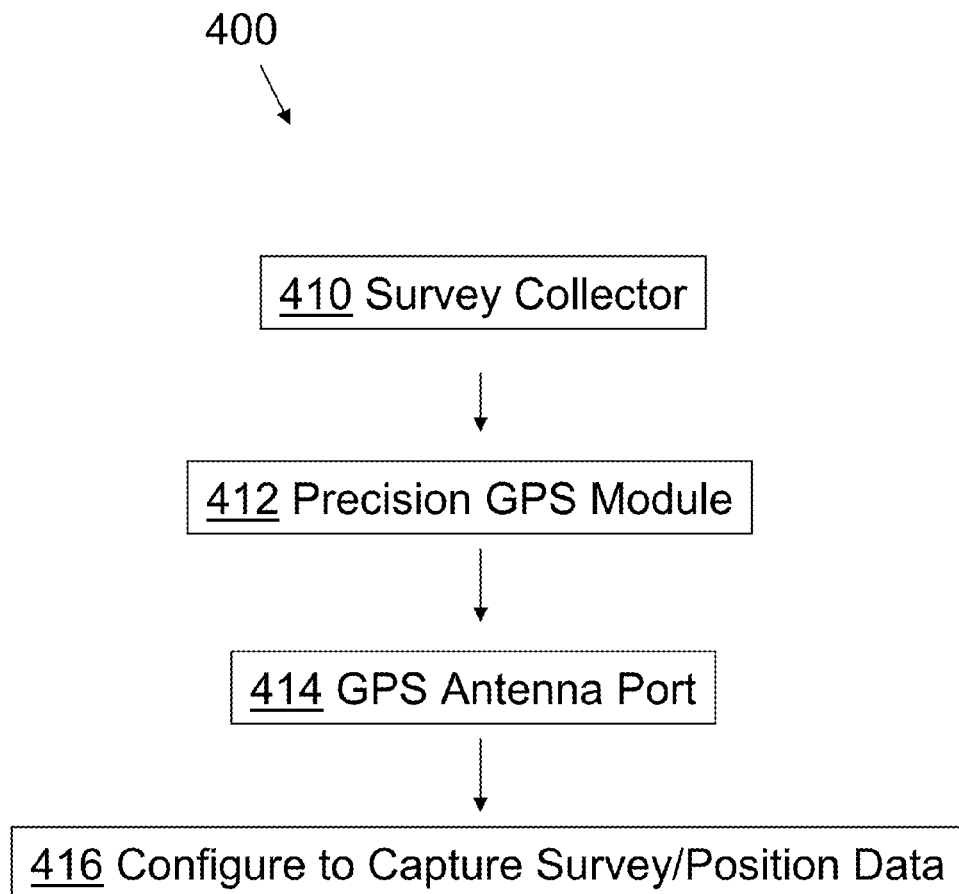 400
410 Survey Collector
412 Precision GPS Module
414 GPS Antenna Port
416 Configure to Capture Survey/Position Data